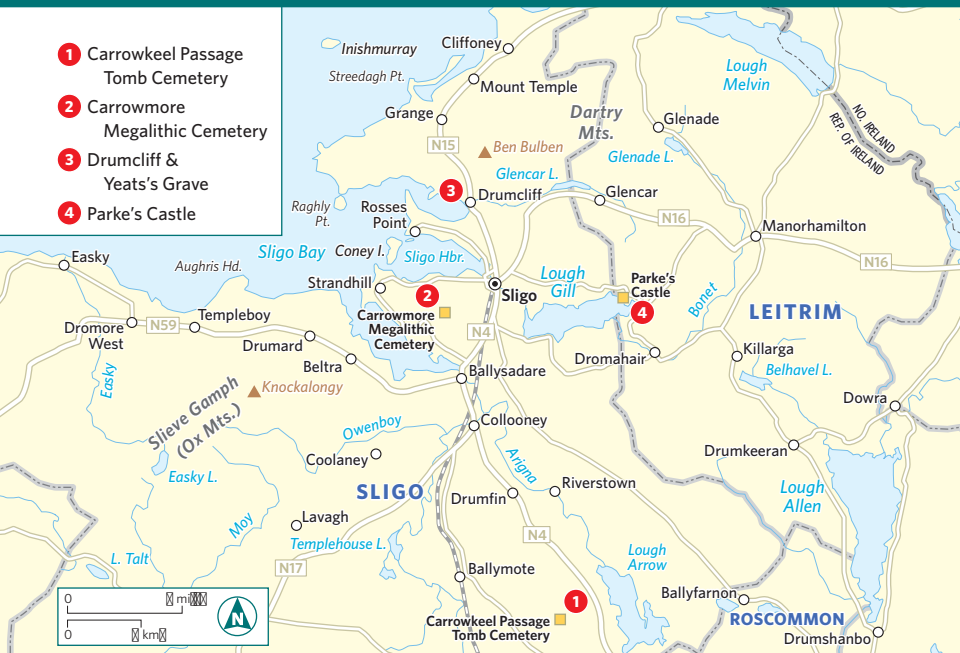 1 Carrowkeel Passage
Tomb Cemetery
2 Carrowmore
Megalithic Cemetery
3 Drumcliff &
Yeats's Grave
4 Parke's Castle
Inishmurray
Streedagh Pt.
Cliffoney
Mount Temple
Grange
N15
Ben Bulben
Dartry
Mts.
Lough
Melvin
NO. IRELAND
REP. OF IRELAND
Glenade
Glenade L.
Glencar L.
3
Drumcliff
Glencar
N16
Manorhamilton
N16
Raghly
Pt.
Rosses
Point
Sligo Bay
Coney I.
Sligo Hbr.
Aughris Hd.
Easky
Strandhill
2
Carrowmore
Megalithic
Cemetery
Sligo
Lough
Gill
Parke's
Castle
4
Bonet
LEITRIM
Dromore
West
N59
Templeboy
Drumard
Beltra
N4
Ballysadare
Dromahair
Killarga
Belhavel L.
Dowra
Easky
Slieve Gamph
(Ox Mts.)
Knockalongy
Owenboy
Collooney
Coolaney
Easky L.
SLIGO
Arigna
Drumfin
Riverstown
Drumkeeran
Lough
Allen
Lavagh
Moy
Templehouse L.
N4
L. Talt
N17
Ballymote
Lough
Arrow
1
Carrowkeel Passage
Tomb Cemetery
Ballyfarnon
ROSCOMMON
Drumshanbo
0 mi
0 km
N